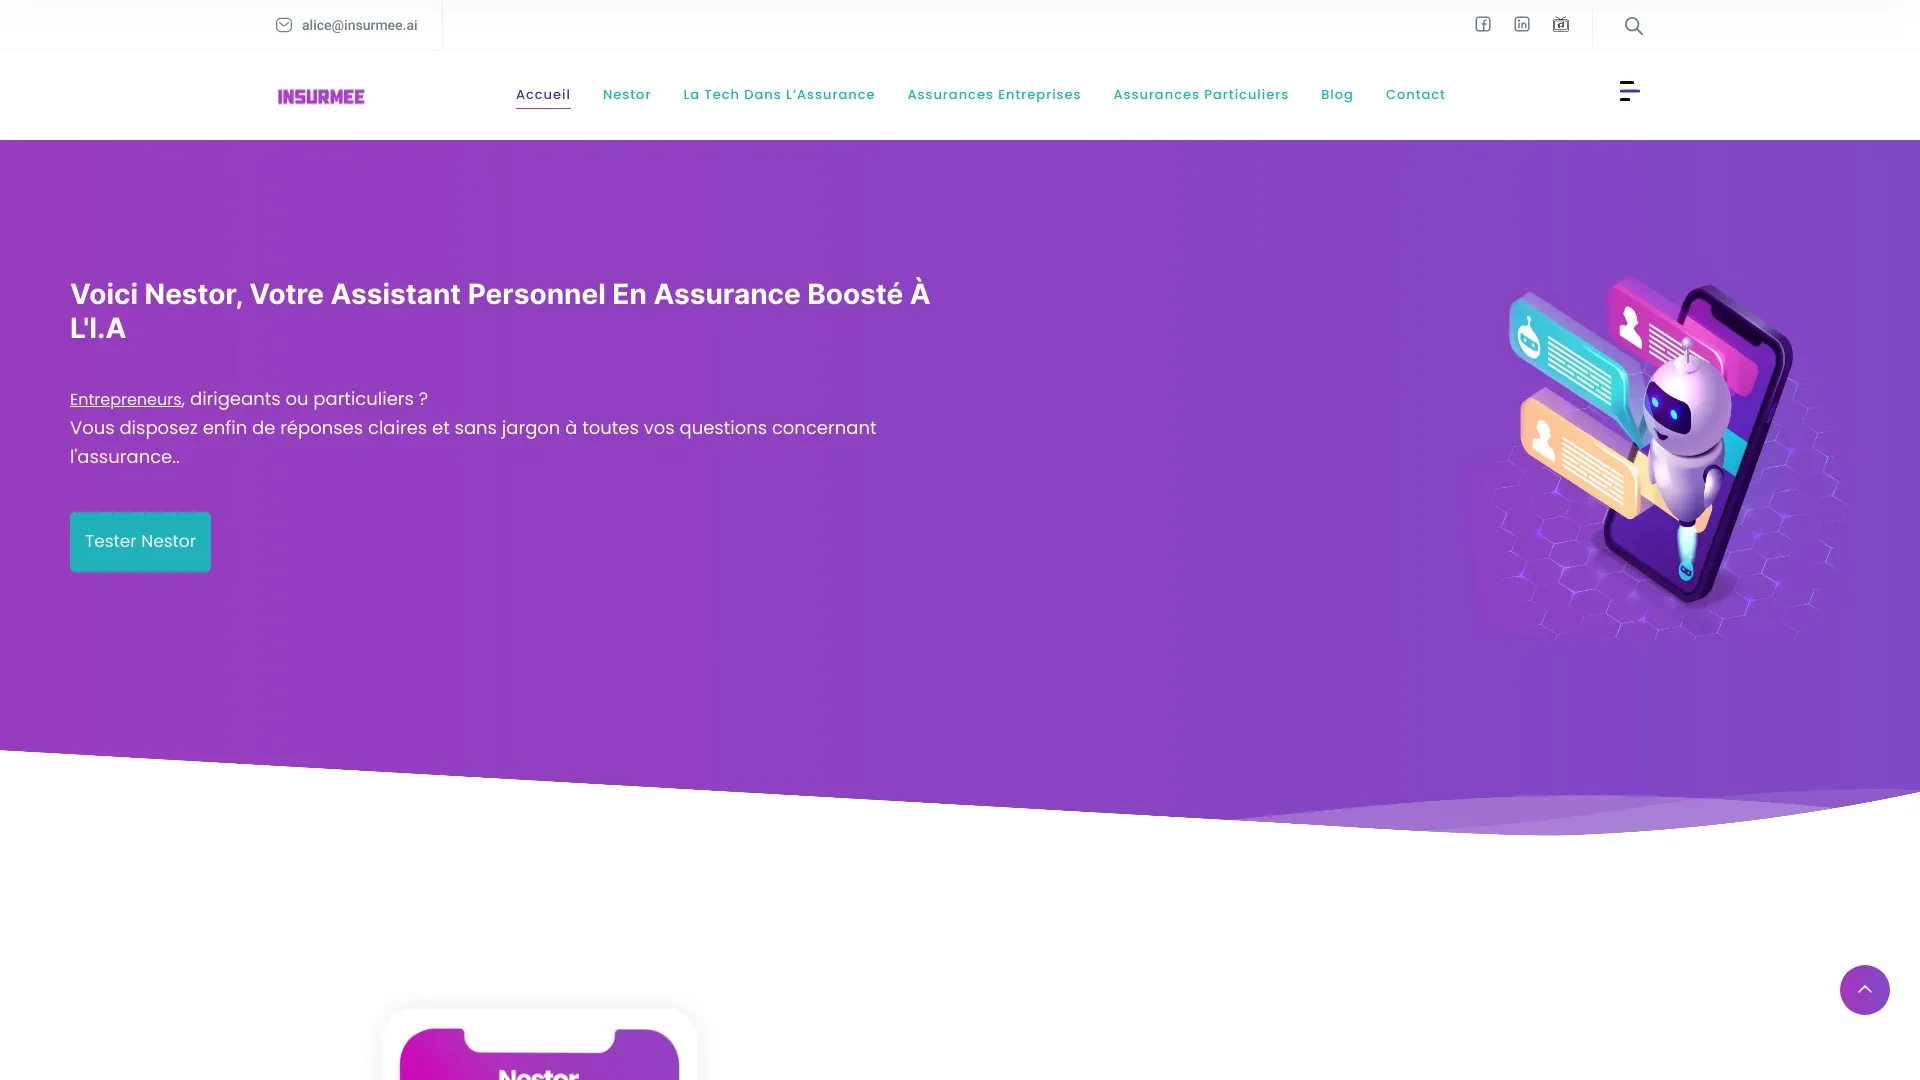 alice@insurmee.ai
INSURMEE
Accueil
Nestor
La Tech Dans L’Assurance
Assurances Entreprises
Assurances Particuliers
Blog
Contact
Voici Nestor, Votre Assistant Personnel En Assurance Boosté À
L'I.A
Entrepreneurs, dirigeants ou particuliers ?
Vous disposez enfin de réponses claires et sans jargon à toutes vos questions concernant
l'assurance..
Tester Nestor
Nestor